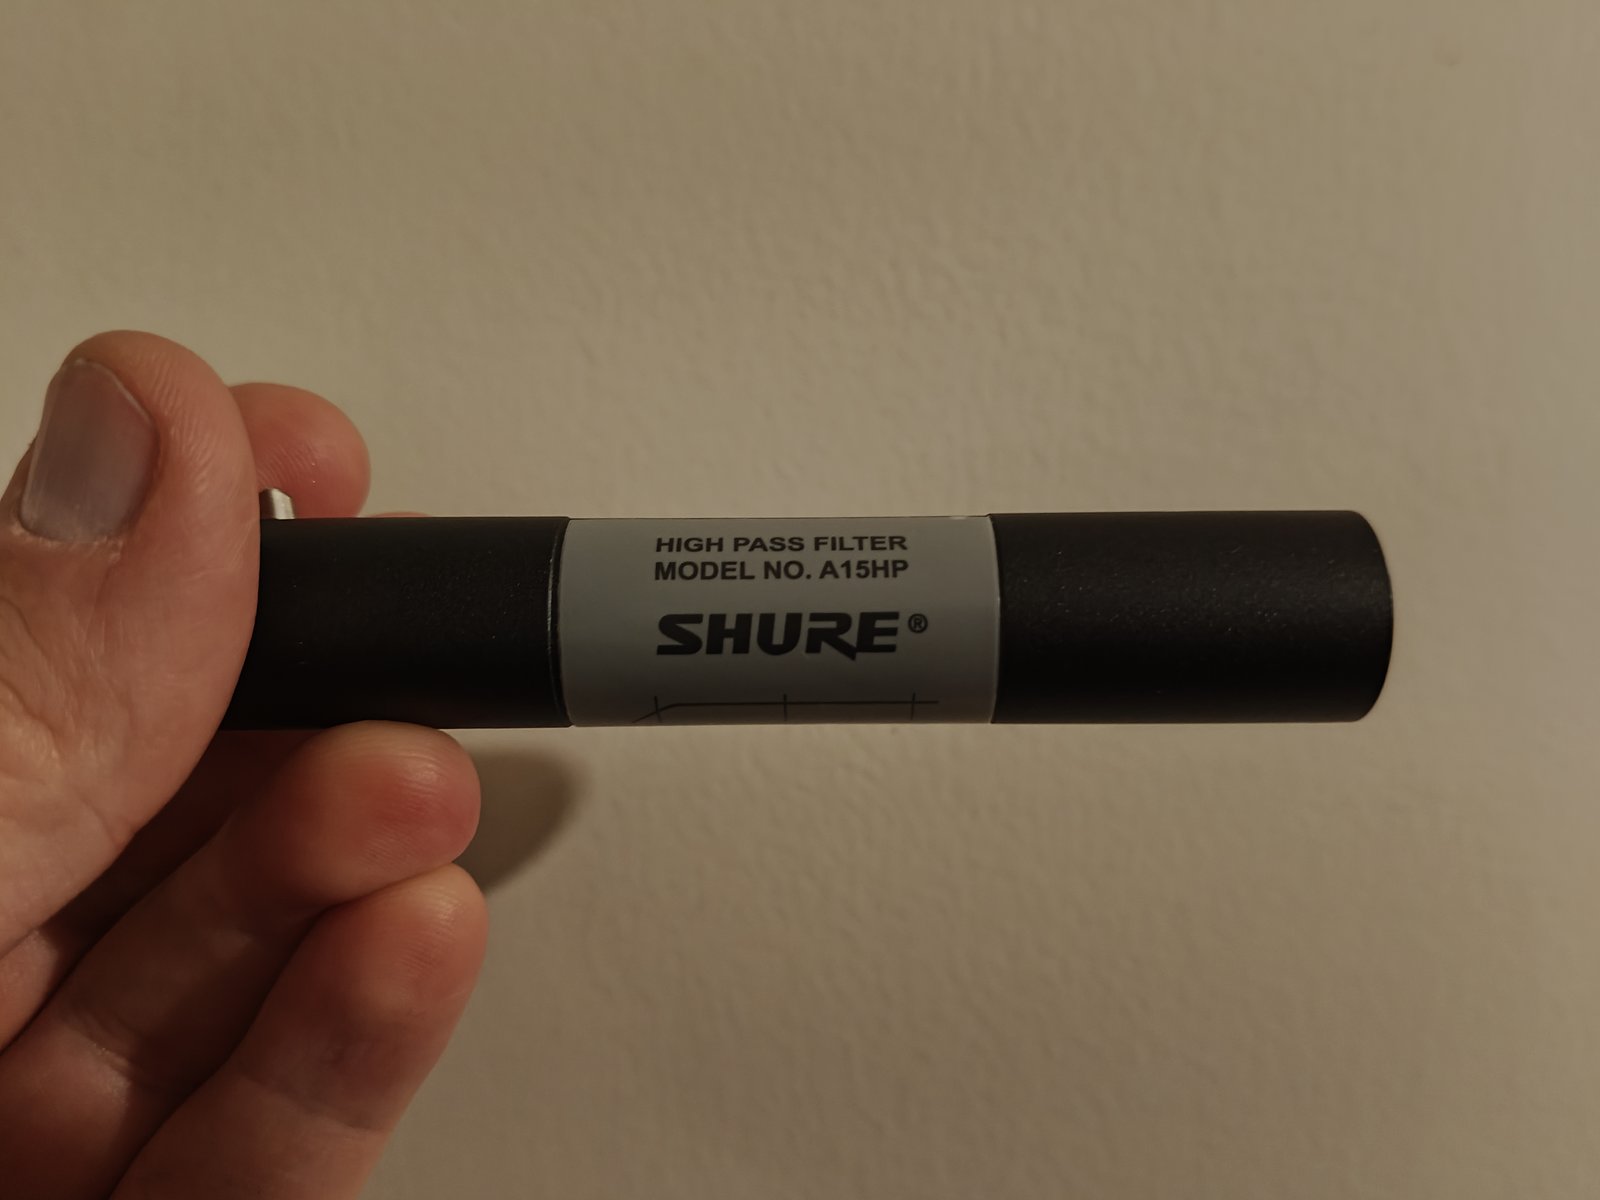 HIGH PASS FILTER
MODEL NO. A15HP
SHURE®